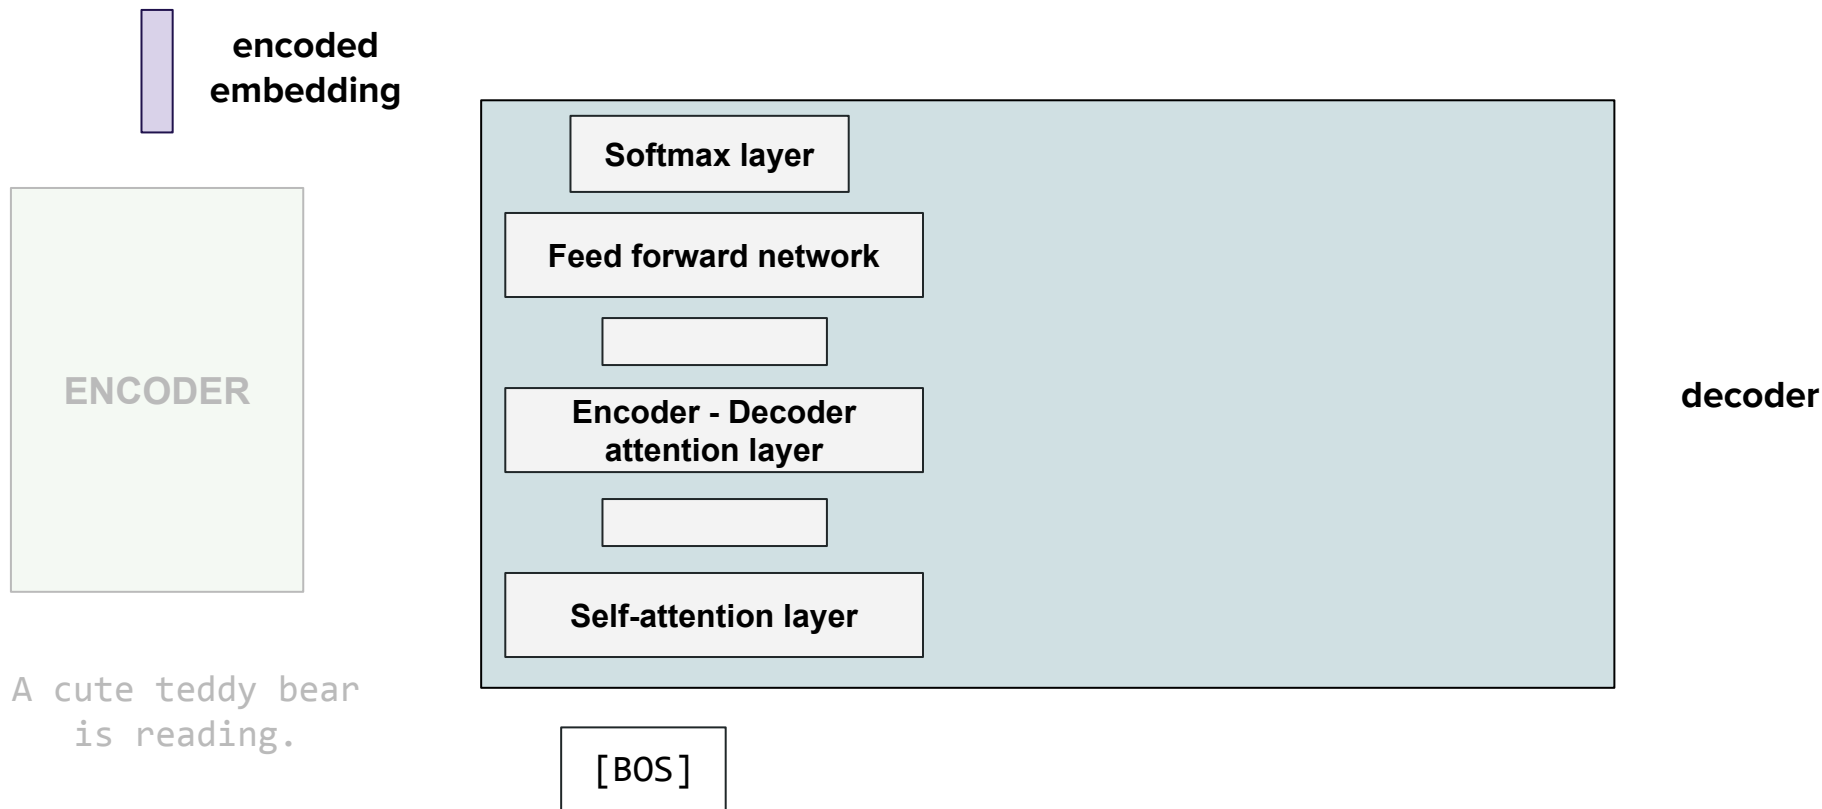 encoded
embedding
Softmax layer
Feed forward network
ENCODER
Encoder - Decoder
attention layer
decoder
Self-attention layer
A cute teddy bear
is reading.
[BOS]